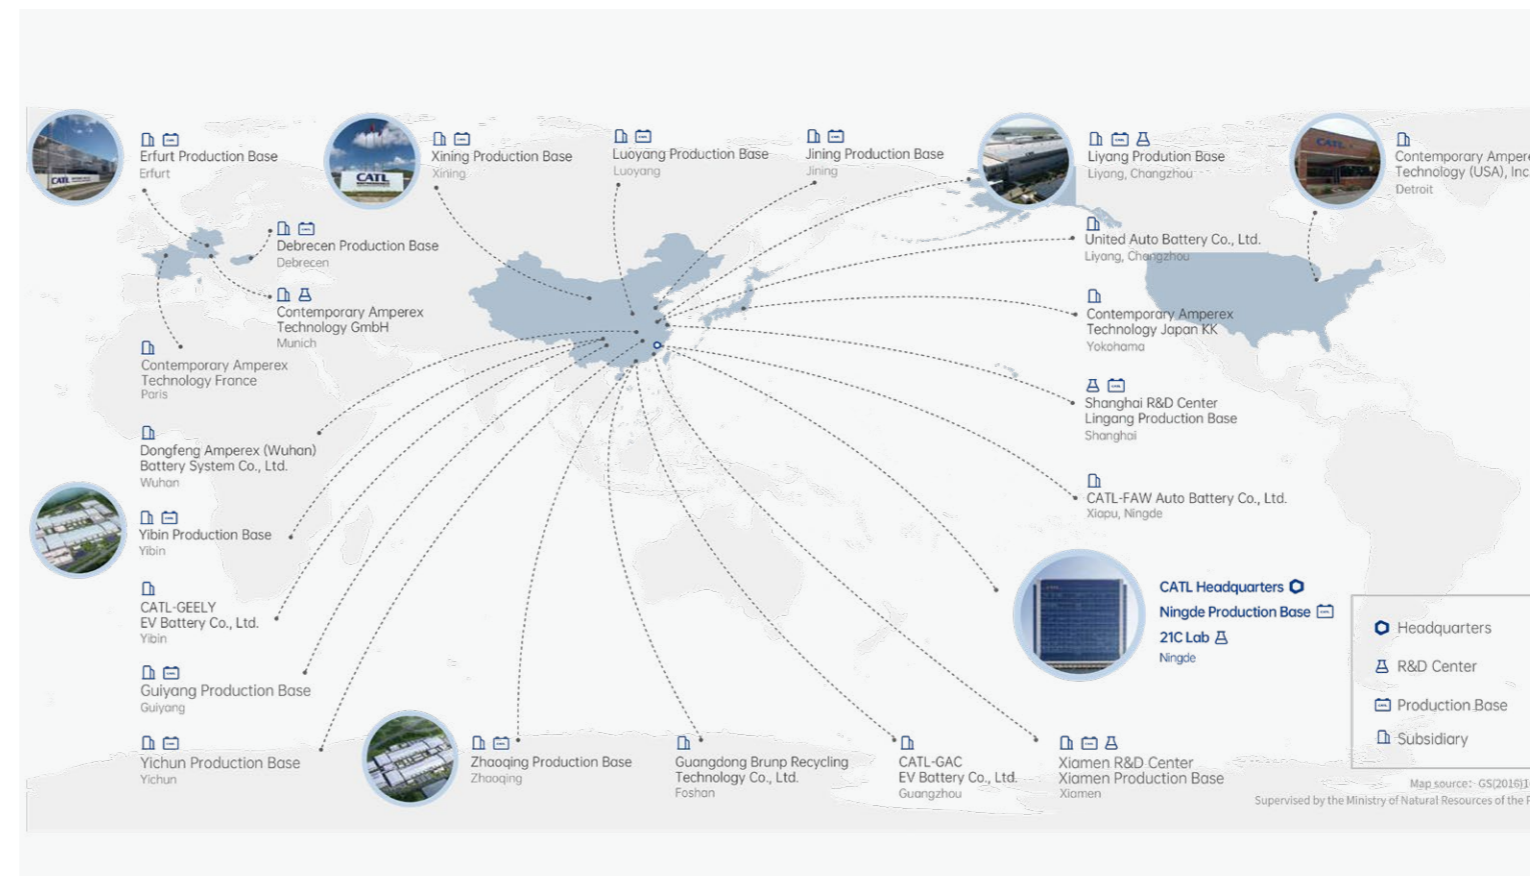 Erfurt Production Base
Erfurt
Xining Production Base
Xining
Luoyang Production Base
Luoyang
Jining Production Base
Jining
Liyang Prodution Base
Liyang, Changzhou
Contemporary Ampere
Technology (USA), Inc
Detroit
CATL
CATL
CATL
Debrecen Production Base
Debrecen
United Auto Battery Co., Ltd.
Liyang, Changzhou
Contemporary Amperex
Technology GmbH
Munich
Contemporary Amperex
Technology Japan KK
Yokohama
Contemporary Amperex
Technology France
Paris
Shanghai R&D Center
Lingang Production Base
Shanghai
Dongfeng Amperex (Wuhan)
Battery System Co., Ltd.
Wuhan
CATL-FAW Auto Battery Co., Ltd.
Xiapu, Ningde
Yibin Production Base
Yibin
CATL-GEELY
EV Battery Co., Ltd.
Yibin
CATL Headquarters
Ningde Production Base
21C Lab
Ningde
Guiyang Production Base
Guiyang
Yichun Production Base
Yichun
Zhaoqing Production Base
Zhaoqing
Guangdong Brunp Recycling
Technology Co., Ltd.
Foshan
CATL-GAC
EV Battery Co., Ltd.
Guangzhou
Xiamen R&D Center
Xiamen Production Base
Xiamen
Headquarters
R&D Center
Production Base
Subsidiary
Map source: GS(2016)1
Supervised by the Ministry of Natural Resources of the